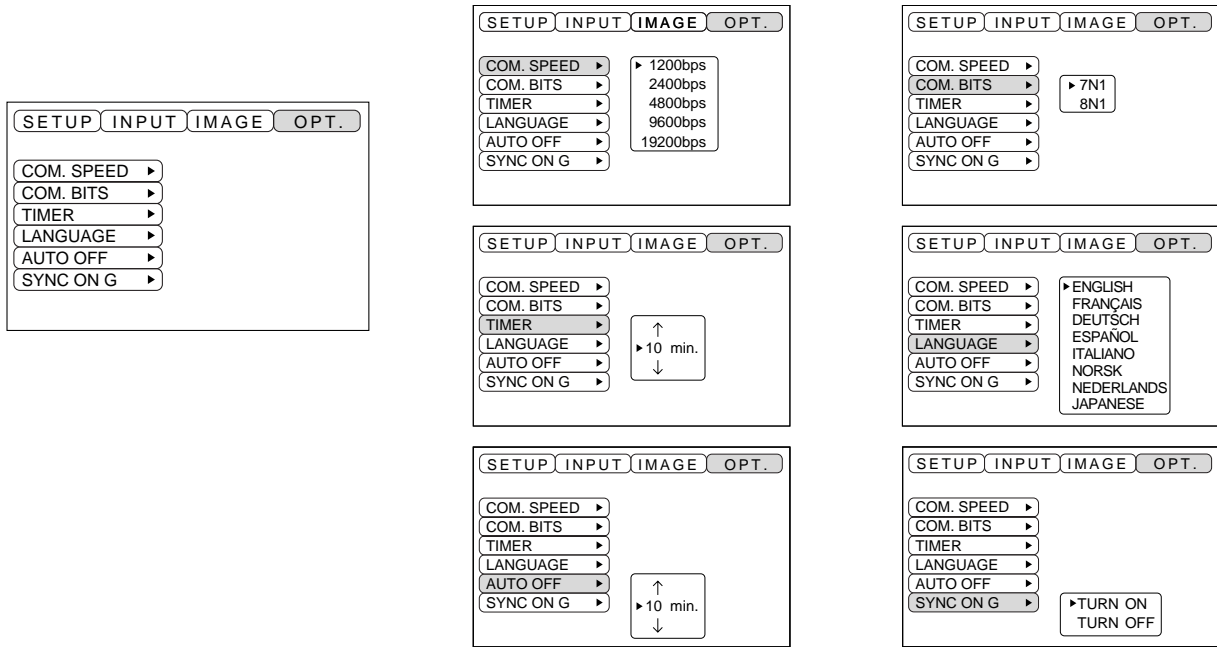 SETUP INPUT IMAGE OPT.
COM. SPEED
COM. BITS
TIMER
LANGUAGE
AUTO OFF
SYNC ON G
SETUP INPUT IMAGE OPT.
COM. SPEED
COM. BITS
TIMER
LANGUAGE
AUTO OFF
SYNC ON G
1200bps
2400bps
4800bps
9600bps
19200bps
SETUP INPUT IMAGE OPT.
COM. SPEED
COM. BITS
TIMER
LANGUAGE
AUTO OFF
SYNC ON G
7N1
8N1
SETUP INPUT IMAGE OPT.
COM. SPEED
COM. BITS
TIMER
LANGUAGE
AUTO OFF
SYNC ON G
10 min.
SETUP INPUT IMAGE OPT.
COM. SPEED
COM. BITS
TIMER
LANGUAGE
AUTO OFF
SYNC ON G
ENGLISH
FRANÇAIS
DEUTSCH
ESPAÑOL
ITALIANO
NORSK
NEDERLANDS
JAPANESE
SETUP INPUT IMAGE OPT.
COM. SPEED
COM. BITS
TIMER
LANGUAGE
AUTO OFF
SYNC ON G
10 min.
SETUP INPUT IMAGE OPT.
COM. SPEED
COM. BITS
TIMER
LANGUAGE
AUTO OFF
SYNC ON G
TURN ON
TURN OFF